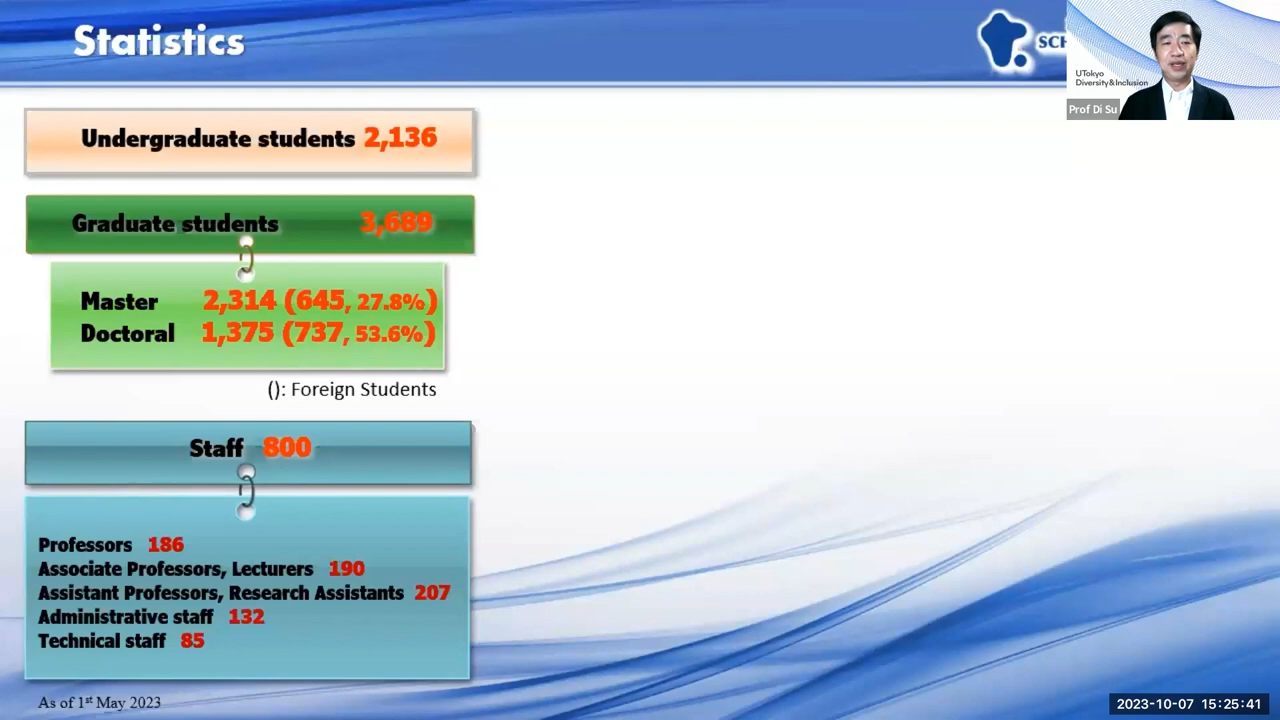 Statistics
SCH
UTokyo
Diversity&Inclusion
Prof Di Su
Undergraduate students 2,136
Graduate students 3,689
Master 2,314 (645, 27.8%)
Doctoral 1,375 (737, 53.6%)
(): Foreign Students
Staff 800
Professors 186
Associate Professors, Lecturers 190
Assistant Professors, Research Assistants 207
Administrative staff 132
Technical staff 85
As of 1st May 2023
2023-10-07 15:25:41